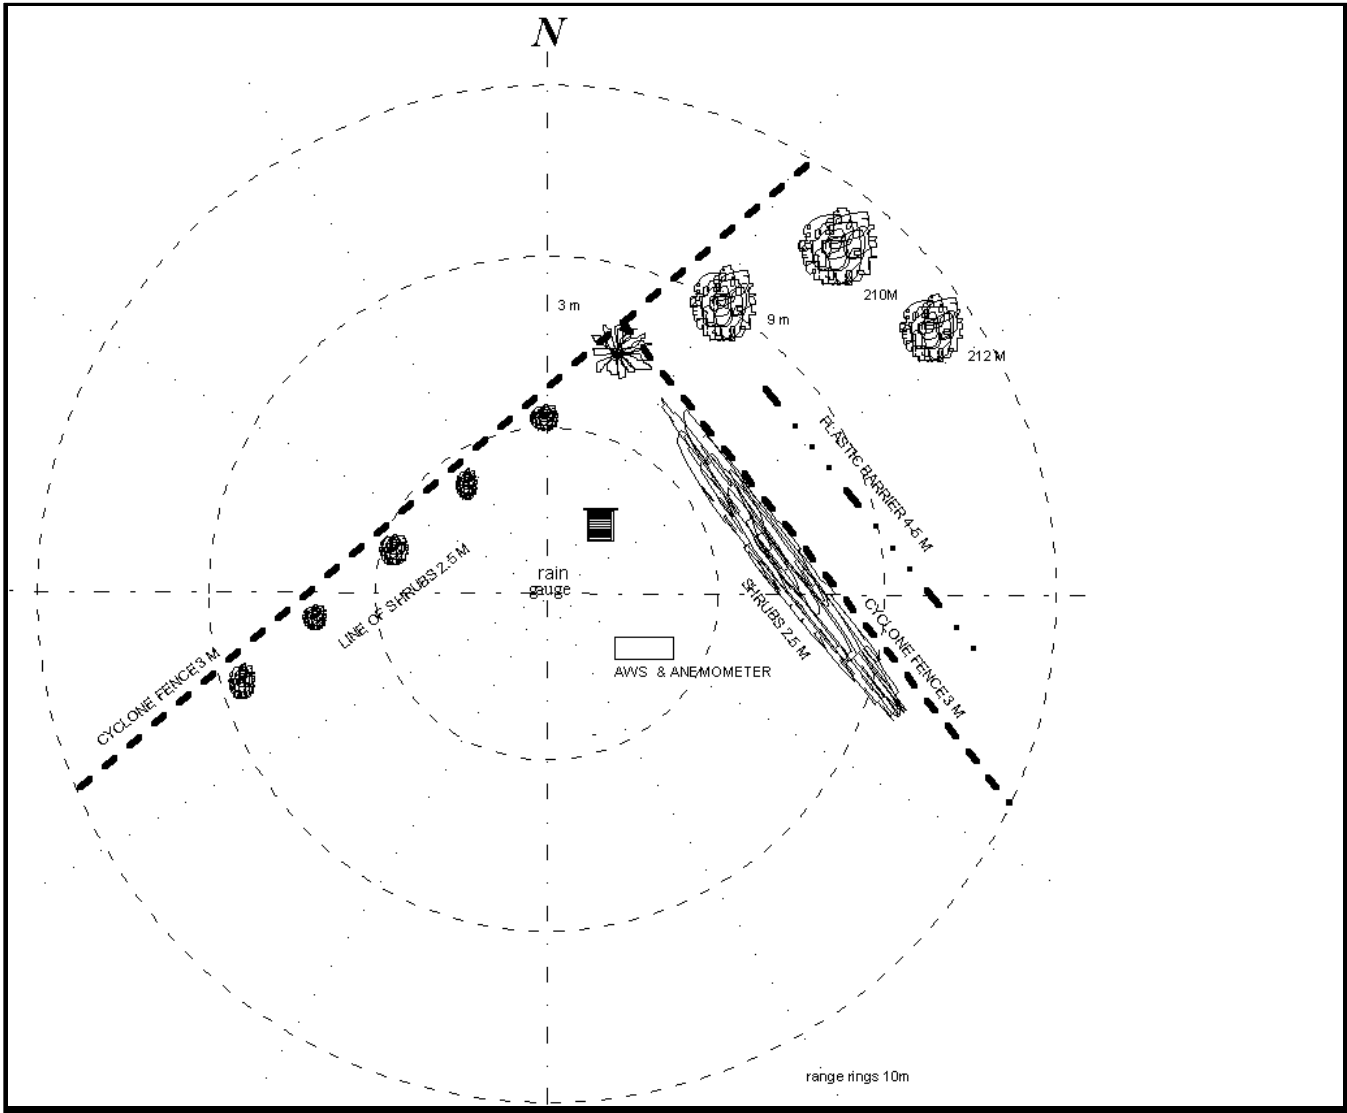 N
3 m
210M
9 m
212 M
PLASTIC BARRIER 4-5 M
rain
gauge
LINE OF SHRUBS 2.5 M
SHRUBS 2.5 M
CYCLONE FENCE 3 M
CYCLONE FENCE 3 M
AWS & ANEMOMETER
range rings 10m